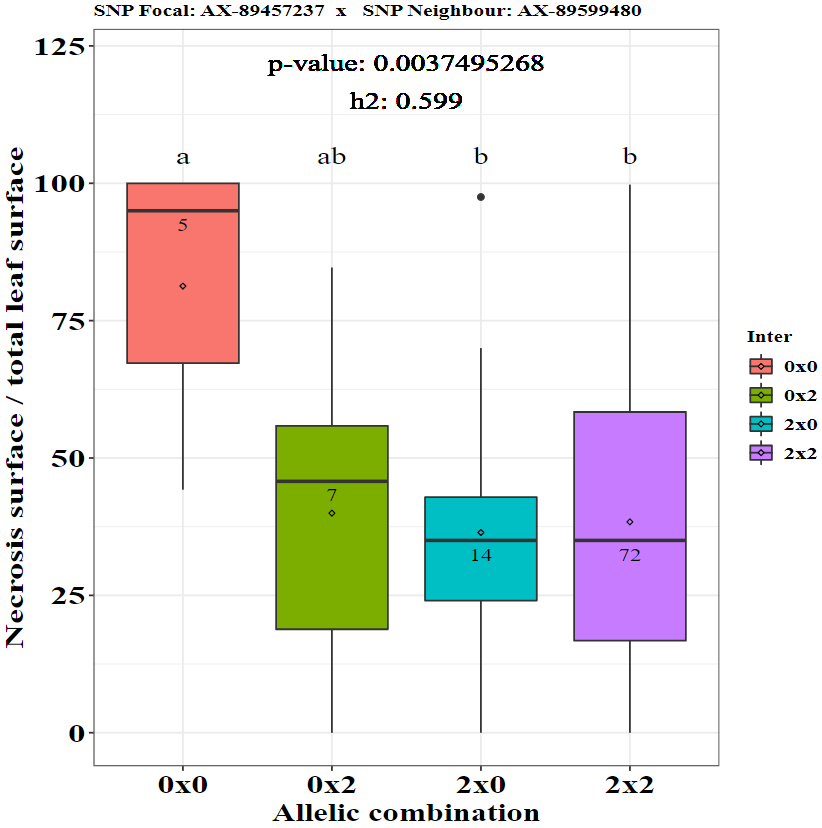 SNP Focal: AX-89457237 x SNP Neighbour: AX-89599480
p-value: 0.0037495268
h2: 0.599
a ab b b
125
100
75
50
25
0
Necrosis surface / total leaf surface
5
7
14
72
0x0 0x2 2x0 2x2
Allelic combination
Inter
0x0
0x2
2x0
2x2